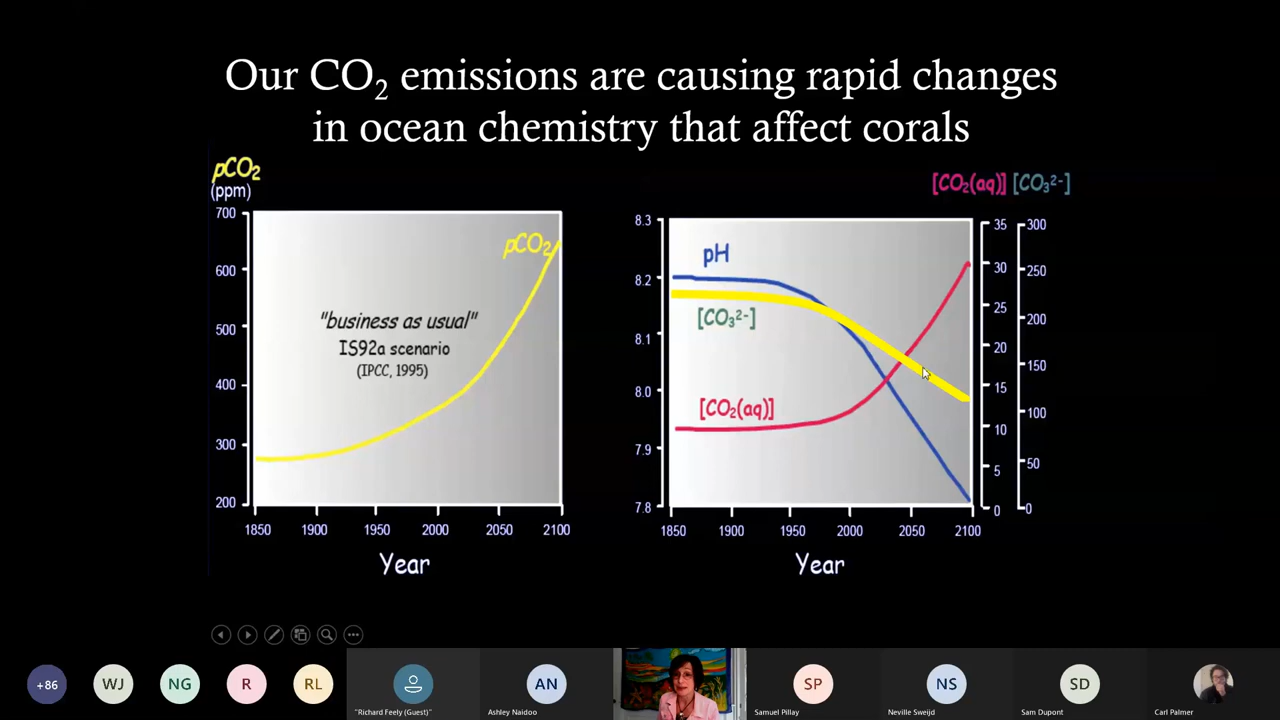 Our CO₂ emissions are causing rapid changes
in ocean chemistry that affect corals
pCO₂
(ppm)
700
600
500
400
300
200
pCO₂
"business as usual"
IS92a scenario
(IPCC, 1995)
1850 1900 1950 2000 2050 2100
Year
[CO₂(aq)] [CO₃²⁻]
8.3
8.2
8.1
8.0
7.9
7.8
pH
[CO₃²⁻]
[CO₂(aq)]
35
30
25
20
15
10
5
0
300
250
200
150
100
50
0
1850 1900 1950 2000 2050 2100
Year
+86 WJ NG R RL AN SP NS SD
"Richard Feely (Guest)" Ashley Naidoo Samuel Pillay Neville Sweijd Sam Dupont Carl Palmer